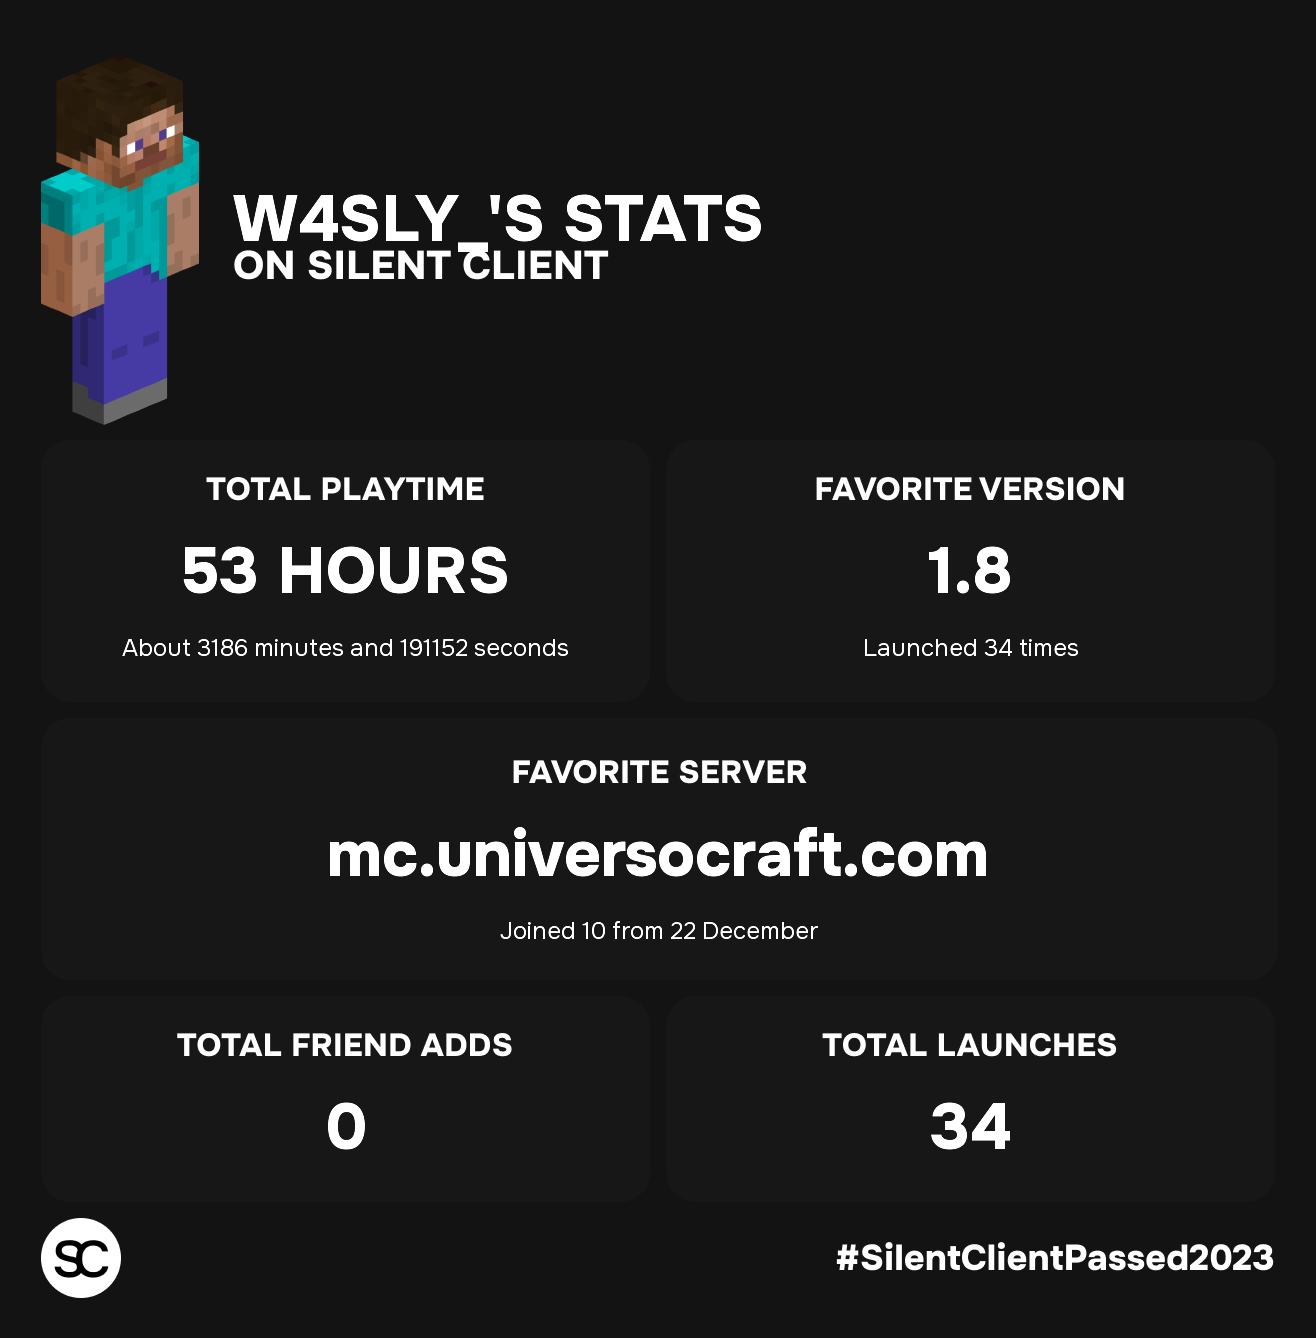 W4SLY_'S STATS
ON SILENT CLIENT
TOTAL PLAYTIME
53 HOURS
About 3186 minutes and 191152 seconds
FAVORITE VERSION
1.8
Launched 34 times
FAVORITE SERVER
mc.universocraft.com
Joined 10 from 22 December
TOTAL FRIEND ADDS
0
TOTAL LAUNCHES
34
SC
#SilentClientPassed2023